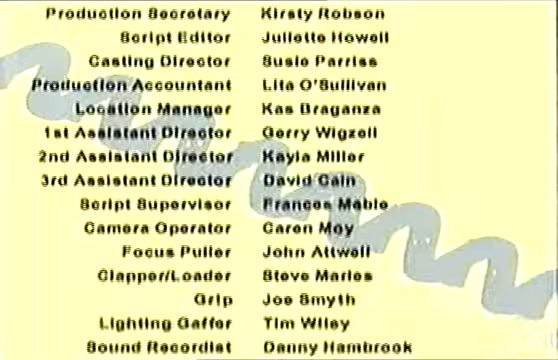 Production Secretary Kirsty Robson
Script Editor Juliette Howell
Casting Director Susie Parriss
Production Accountant Lita O'Sullivan
Location Manager Kas Braganza
1st Assistant Director Gerry Wigzell
2nd Assistant Director Kayla Miller
3rd Assistant Director David Cain
Script Supervisor Frances Mable
Camera Operator Caren Moy
Focus Puller John Attwell
Clapper/Loader Steve Marles
Grip Joe Smyth
Lighting Gaffer Tim Wiley
Sound Recordist Danny Hambrook